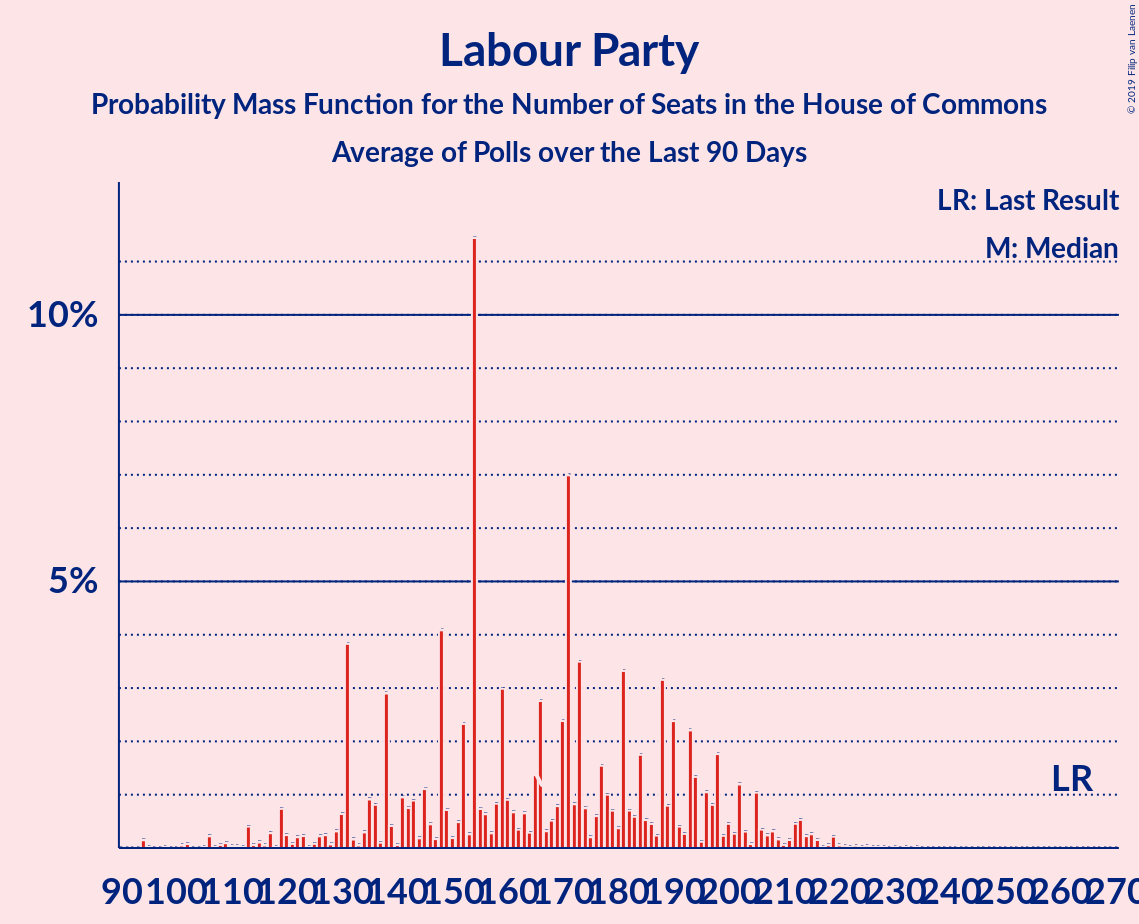 Labour Party
Probability Mass Function for the Number of Seats in the House of Commons
Average of Polls over the Last 90 Days
© 2019 Filip van Laenen
LR: Last Result
M: Median
10%
5%
LR
90 100 110 120 130 140 150 160 170 180 190 200 210 220 230 240 250 260 270